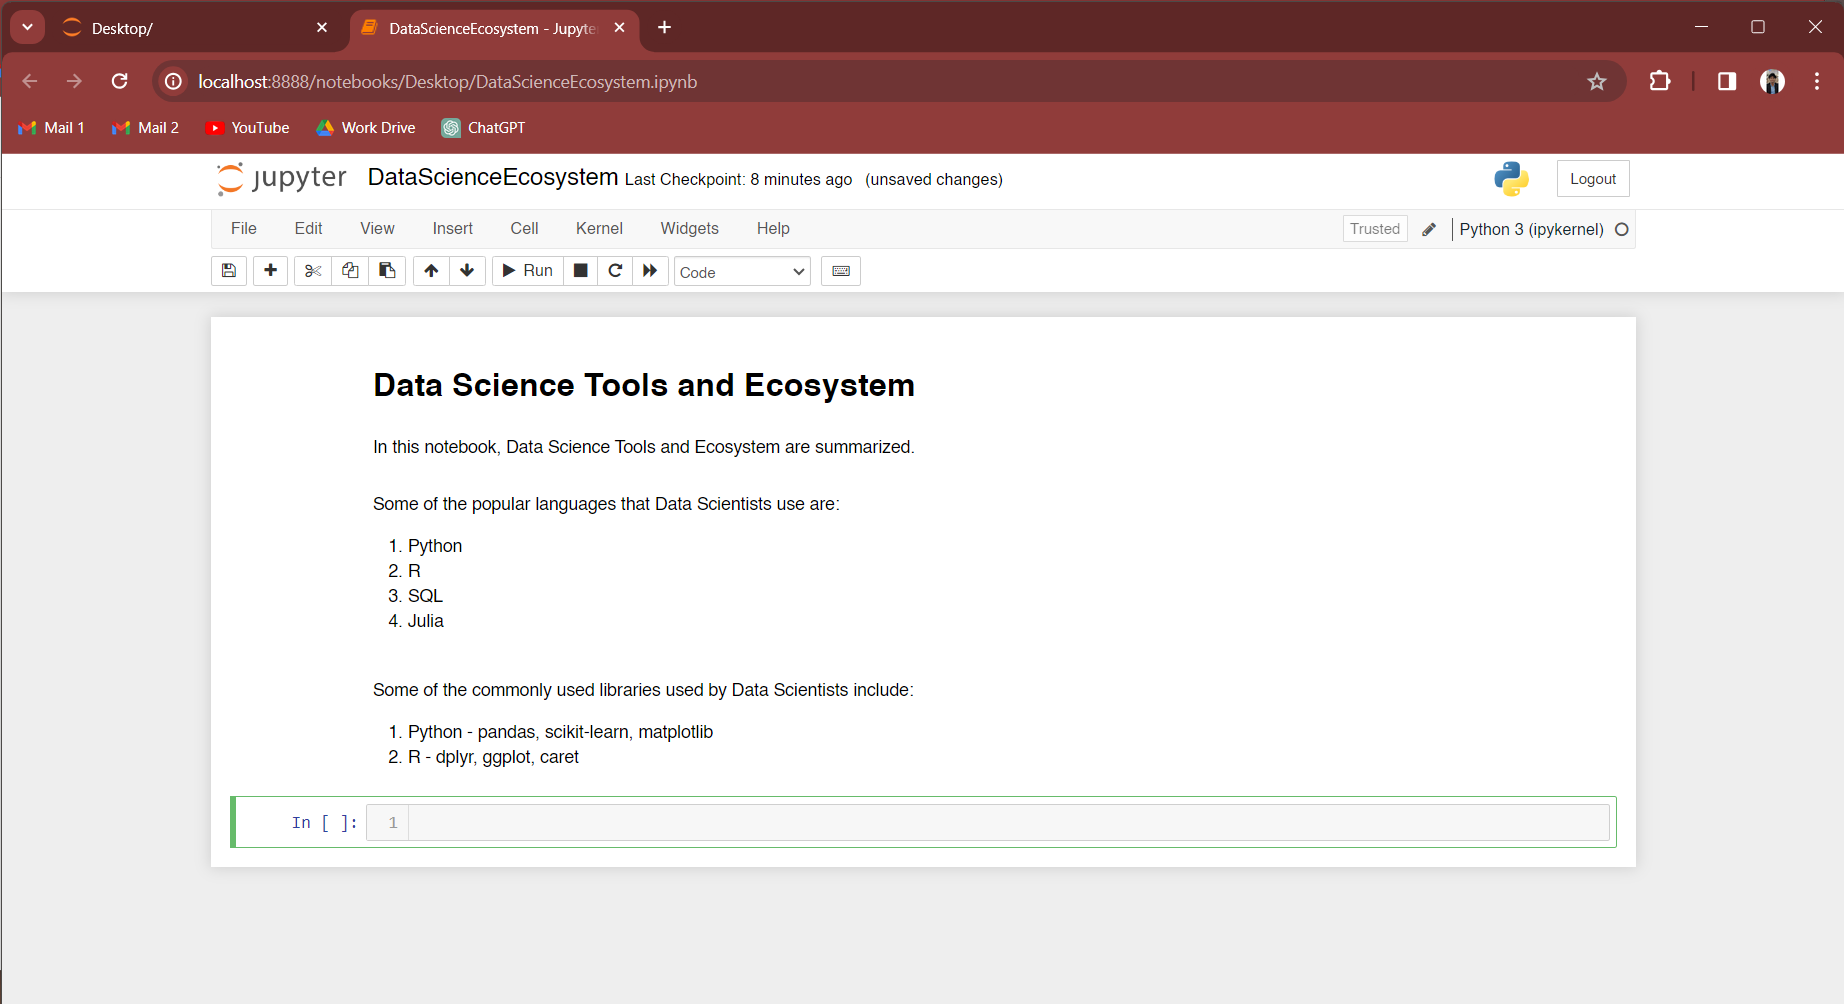 Desktop/
DataScienceEcosystem - Jupyte
localhost:8888/notebooks/Desktop/DataScienceEcosystem.ipynb
Mail 1 Mail 2 YouTube Work Drive ChatGPT
jupyter DataScienceEcosystem Last Checkpoint: 8 minutes ago (unsaved changes) Logout
File Edit View Insert Cell Kernel Widgets Help Trusted Python 3 (ipykernel)
Run Code
Data Science Tools and Ecosystem
In this notebook, Data Science Tools and Ecosystem are summarized.
Some of the popular languages that Data Scientists use are:
1. Python
2. R
3. SQL
4. Julia
Some of the commonly used libraries used by Data Scientists include:
1. Python - pandas, scikit-learn, matplotlib
2. R - dplyr, ggplot, caret
In [ ]: 1